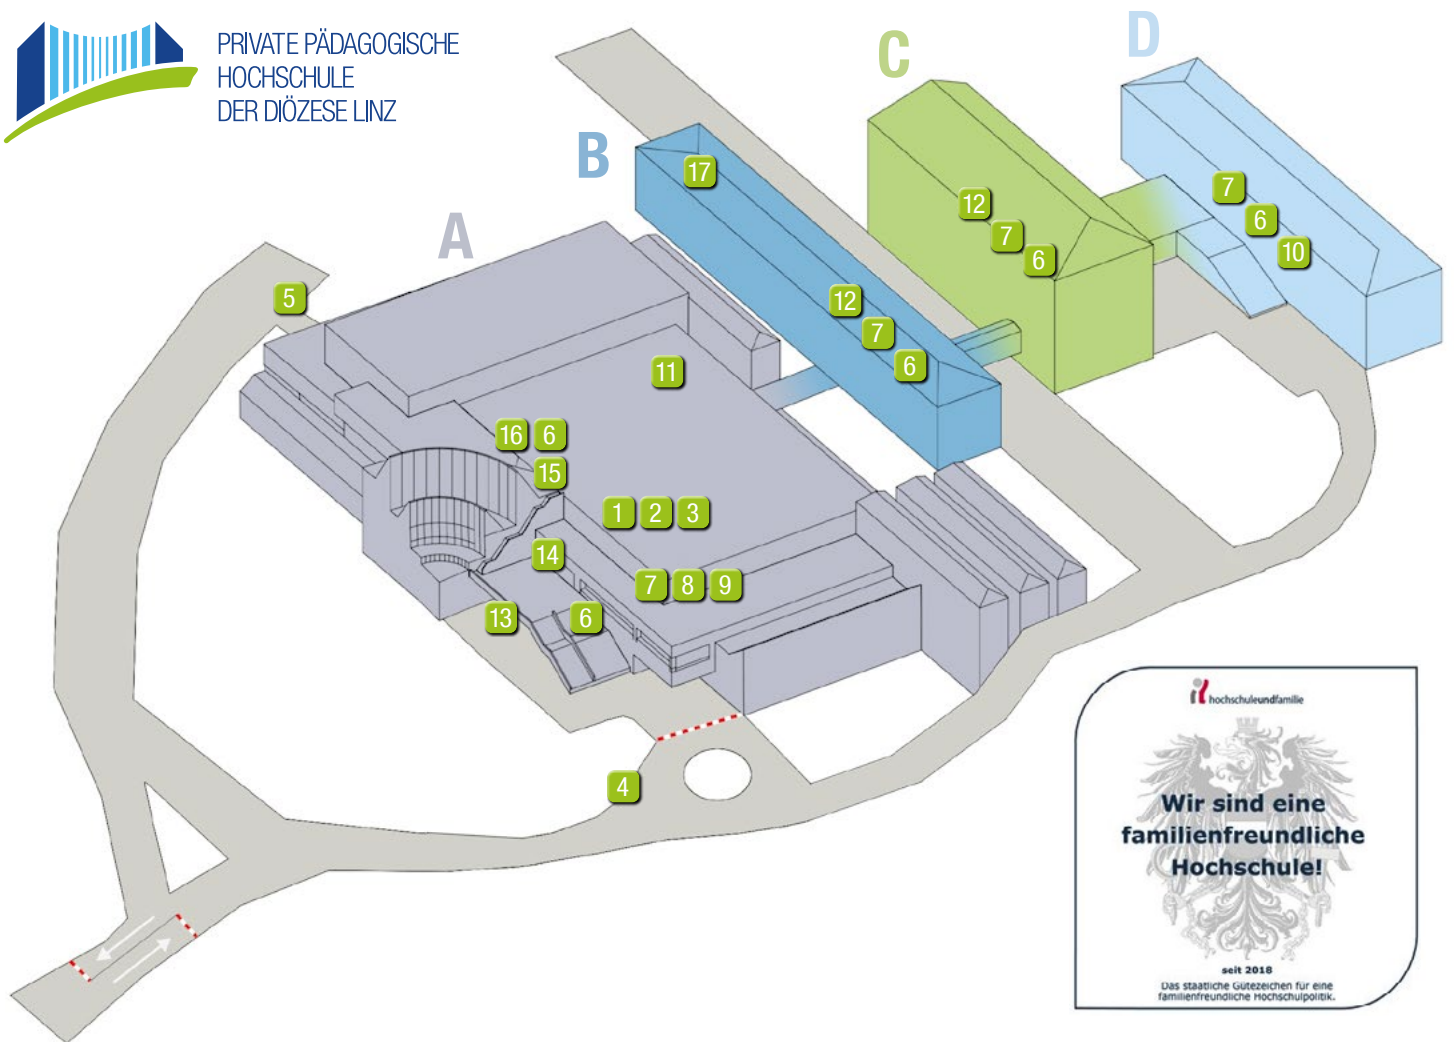 PRIVATE PÄDAGOGISCHE
HOCHSCHULE
DER DIÖZESE LINZ
A
B
C
D
17
12
7
6
7
6
10
12
7
6
5
11
16 6
15
1 2 3
14
7 8 9
13
6
4
hochschuleundfamilie
Wir sind eine
familienfreundliche
Hochschule!
seit 2018
Das staatliche Gütezeichen für eine
familienfreundliche Hochschulpolitik.